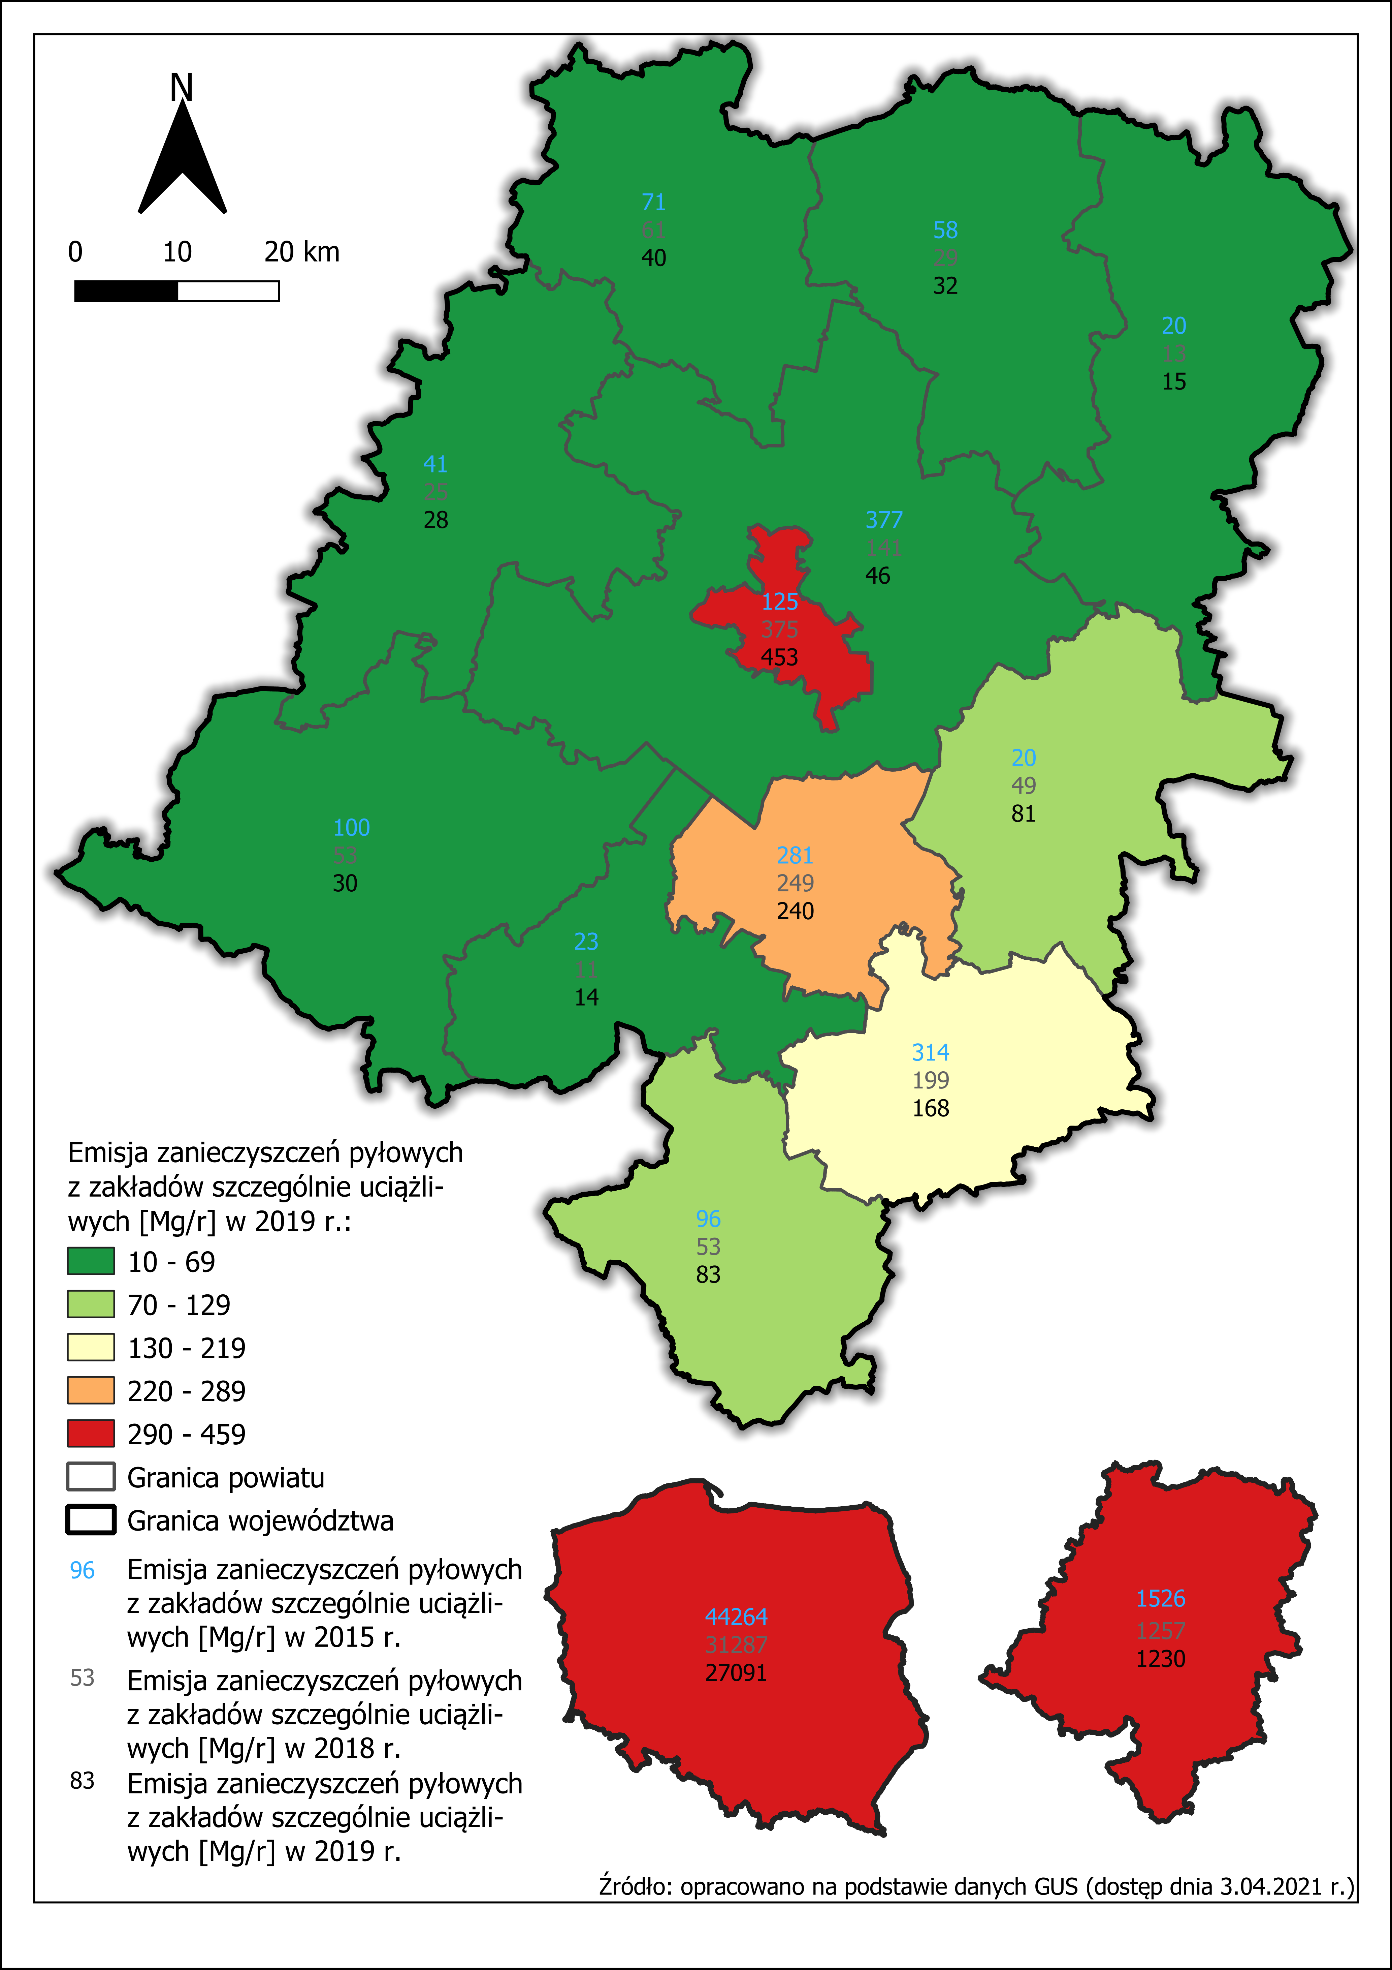 N
0 10 20 km
71
61
40
58
29
32
20
13
15
41
25
28
377
141
46
125
375
453
20
49
81
100
53
30
281
249
240
23
11
14
314
199
168
96
53
83
Emisja zanieczyszczeń pyłowych
z zakładów szczególnie uciążli-
wych [Mg/r] w 2019 r.:
10 - 69
70 - 129
130 - 219
220 - 289
290 - 459
Granica powiatu
Granica województwa
96 Emisja zanieczyszczeń pyłowych
z zakładów szczególnie uciążli-
wych [Mg/r] w 2015 r.
53 Emisja zanieczyszczeń pyłowych
z zakładów szczególnie uciążli-
wych [Mg/r] w 2018 r.
83 Emisja zanieczyszczeń pyłowych
z zakładów szczególnie uciążli-
wych [Mg/r] w 2019 r.
44264
31287
27091
1526
1257
1230
Źródło: opracowano na podstawie danych GUS (dostęp dnia 3.04.2021 r.)